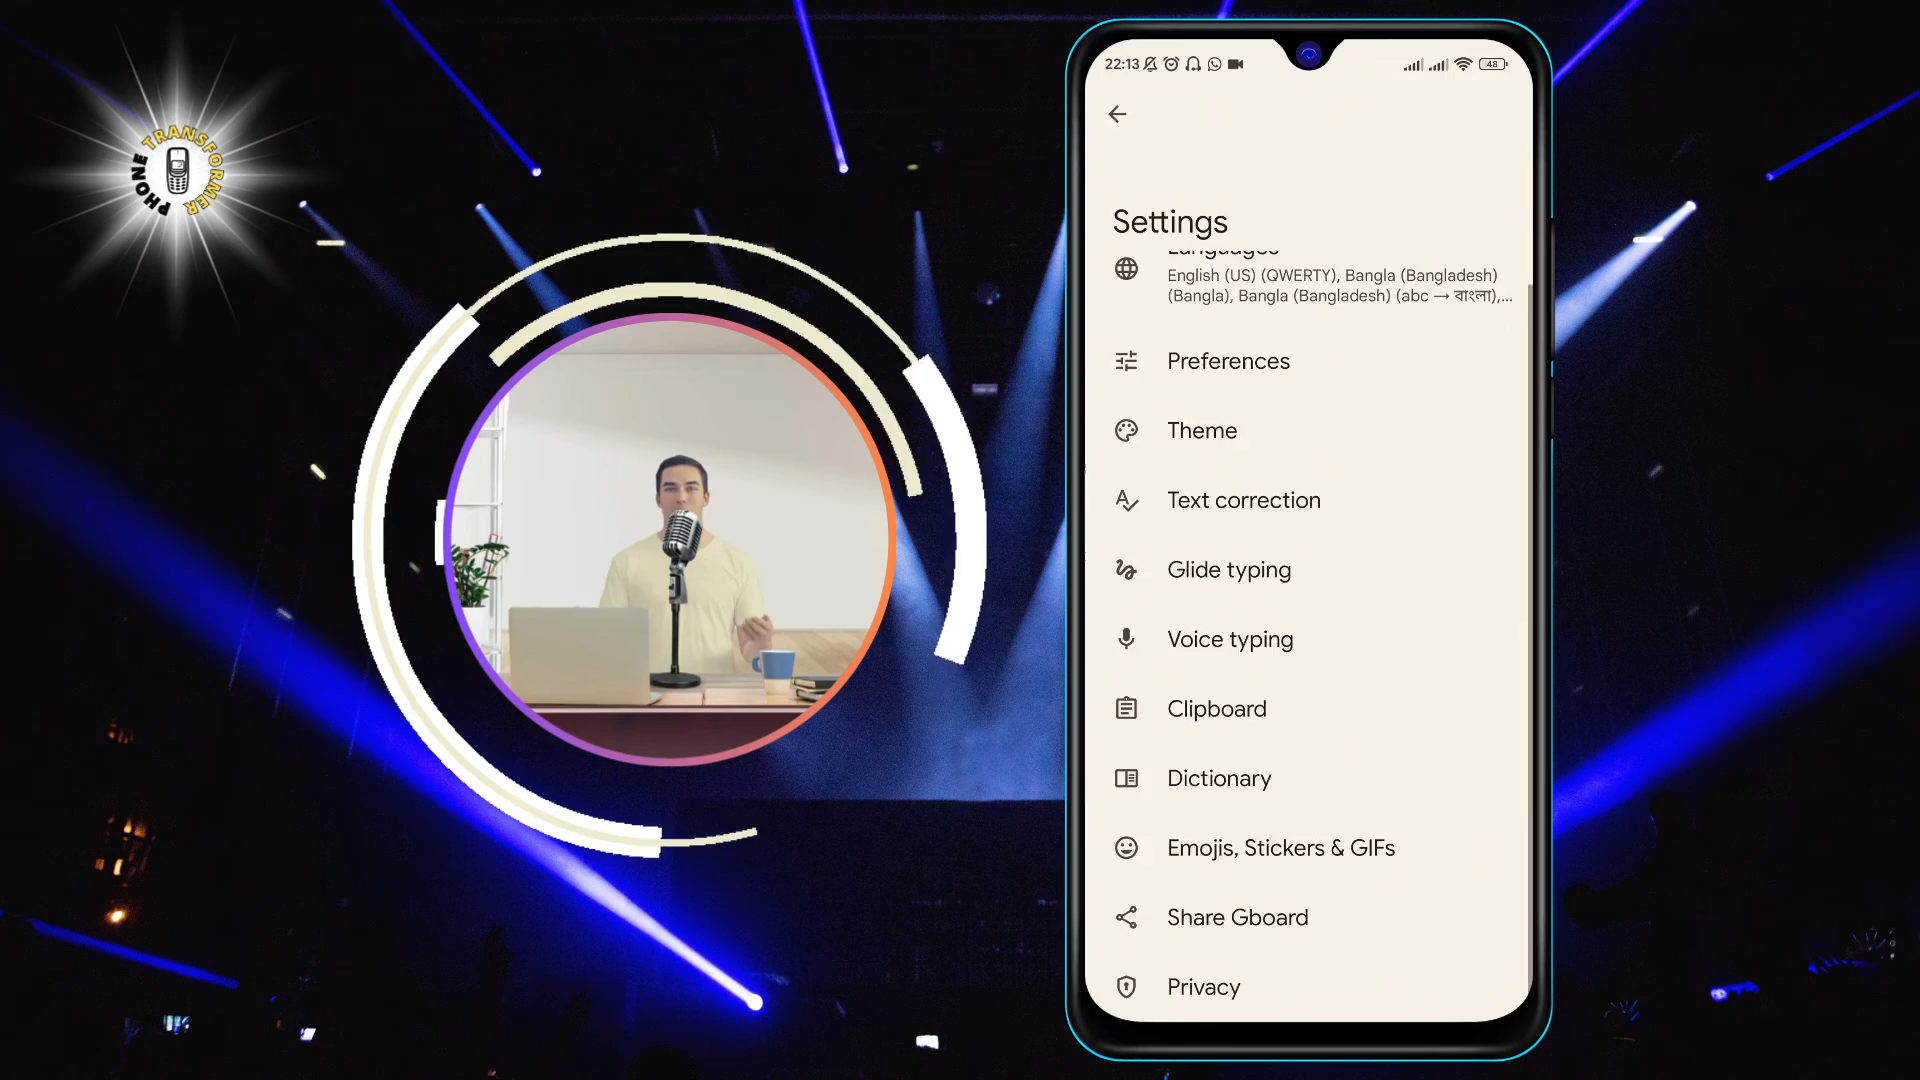 PHONE TRANSFORMER
22:13
48
Settings
Languages
English (US) (QWERTY), Bangla (Bangladesh)
(Bangla), Bangla (Bangladesh) (abc → বাংলা),...
Preferences
Theme
Text correction
Glide typing
Voice typing
Clipboard
Dictionary
Emojis, Stickers & GIFs
Share Gboard
Privacy